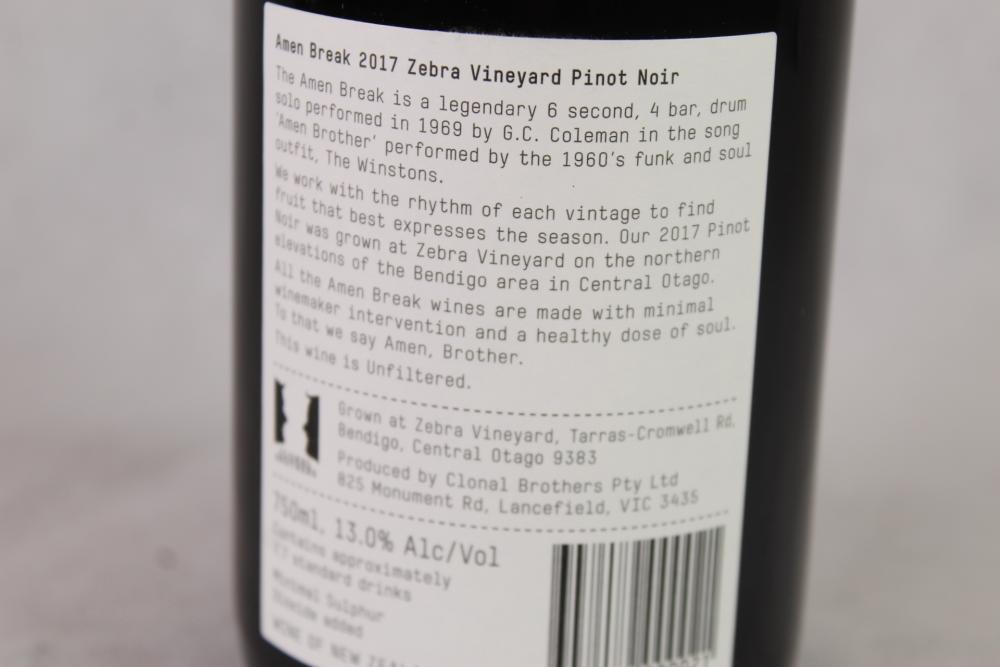 Amen Break 2017 Zebra Vineyard Pinot Noir
The Amen Break is a legendary 6 second, 4 bar, drum
solo performed in 1969 by G.C. Coleman in the song
'Amen Brother' performed by the 1960's funk and soul
outfit, The Winstons.
We work with the rhythm of each vintage to find
fruit that best expresses the season. Our 2017 Pinot
Noir was grown at Zebra Vineyard on the northern
elevations of the Bendigo area in Central Otago.
All the Amen Break wines are made with minimal
winemaker intervention and a healthy dose of soul.
To that we say Amen, Brother.
This wine is Unfiltered.
Grown at Zebra Vineyard, Tarras-Cromwell Rd,
Bendigo, Central Otago 9383
Produced by Clonal Brothers Pty Ltd
825 Monument Rd, Lancefield, VIC 3435
750ml, 13.0% Alc/Vol
Contains approximately
7.7 standard drinks
Minimal Sulphur
Dioxide added
WINE OF NEW